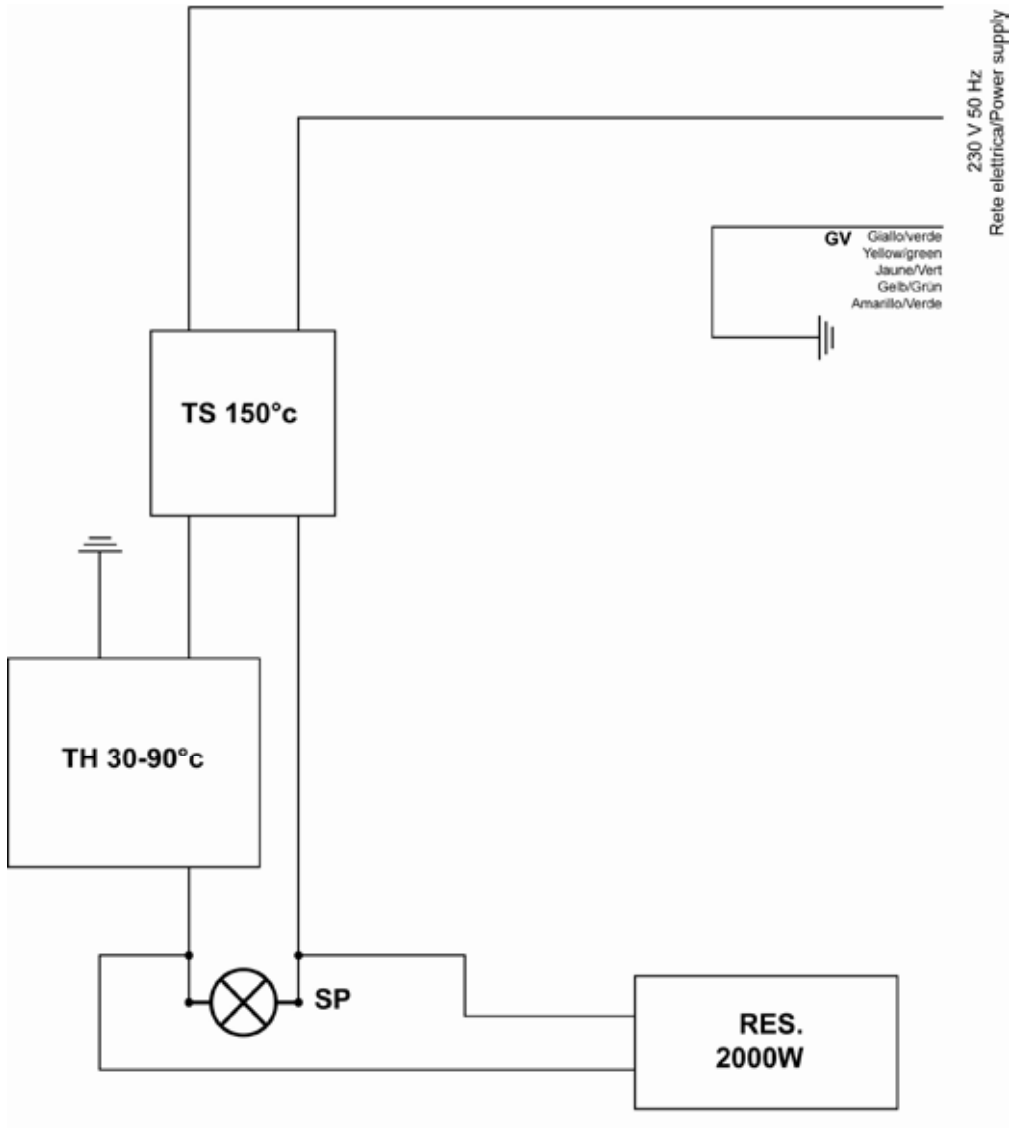 230 V 50 Hz
Rete elettrica/Power supply
GV Giallo/verde
Yellow/green
Jaune/Vert
Gelb/Grün
Amarillo/Verde
TS 150°c
TH 30-90°c
SP
RES.
2000W